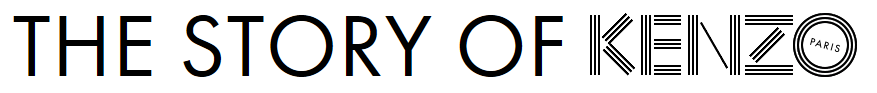 THE STORY OF KENZO PARIS